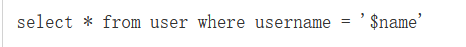 select * from user where username = '$name'